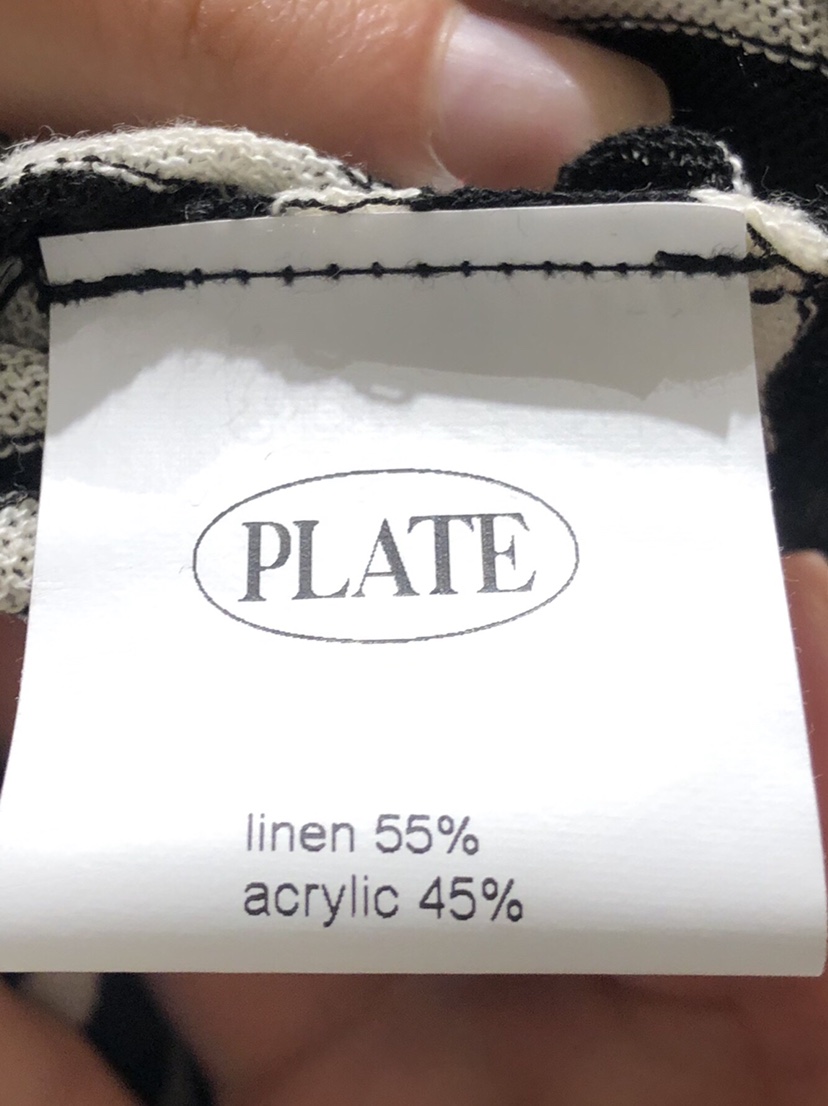 PLATE
linen 55%
acrylic 45%